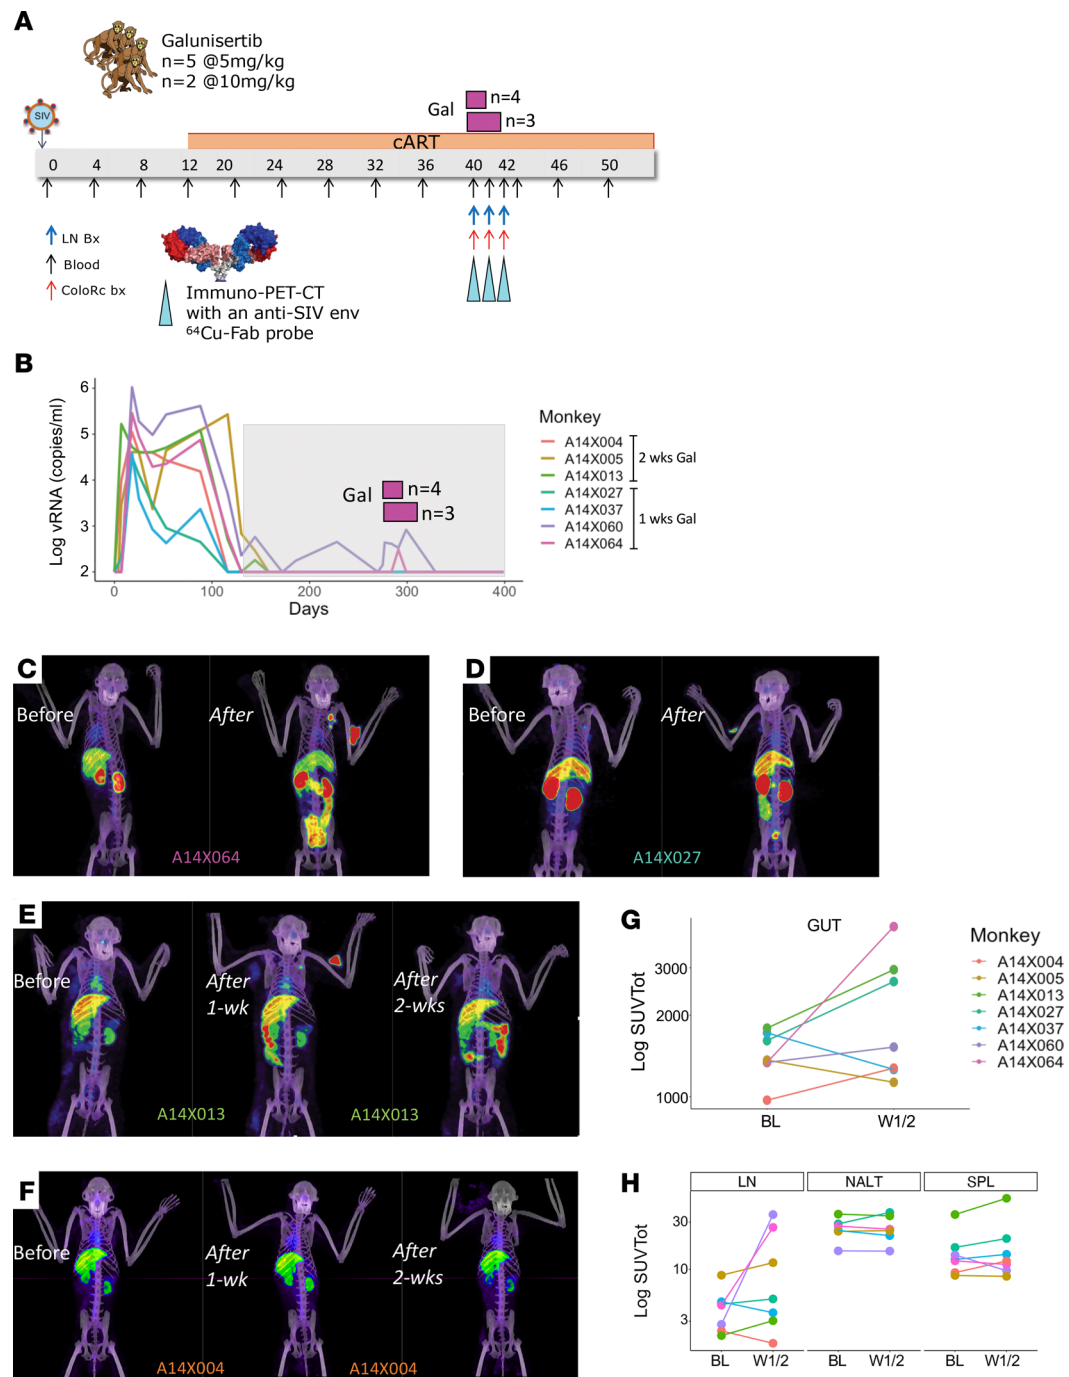 A
Galunisertib
n=5 @5mg/kg
n=2 @10mg/kg
SIV
Gal
n=4
n=3
cART
0 4 8 12 20 24 28 32 36 40 42 46 50
LN Bx
Blood
ColoRc bx
Immuno-PET-CT
with an anti-SIV env
64Cu-Fab probe
B
Log vRNA (copies/ml)
6
5
4
3
2
0 100 200 300 400
Days
Gal
n=4
n=3
Monkey
A14X004
A14X005
A14X013
A14X027
A14X037
A14X060
A14X064
2 wks Gal
1 wks Gal
C
Before
After
A14X064
D
Before
After
A14X027
E
Before
After
1-wk
After
2-wks
A14X013
A14X013
F
Before
After
1-wk
After
2-wks
A14X004
A14X004
G
GUT
Log SUVTot
3000
2000
1000
BL W1/2
Monkey
A14X004
A14X005
A14X013
A14X027
A14X037
A14X060
A14X064
H
LN NALT SPL
Log SUVTot
30
10
3
BL W1/2 BL W1/2 BL W1/2